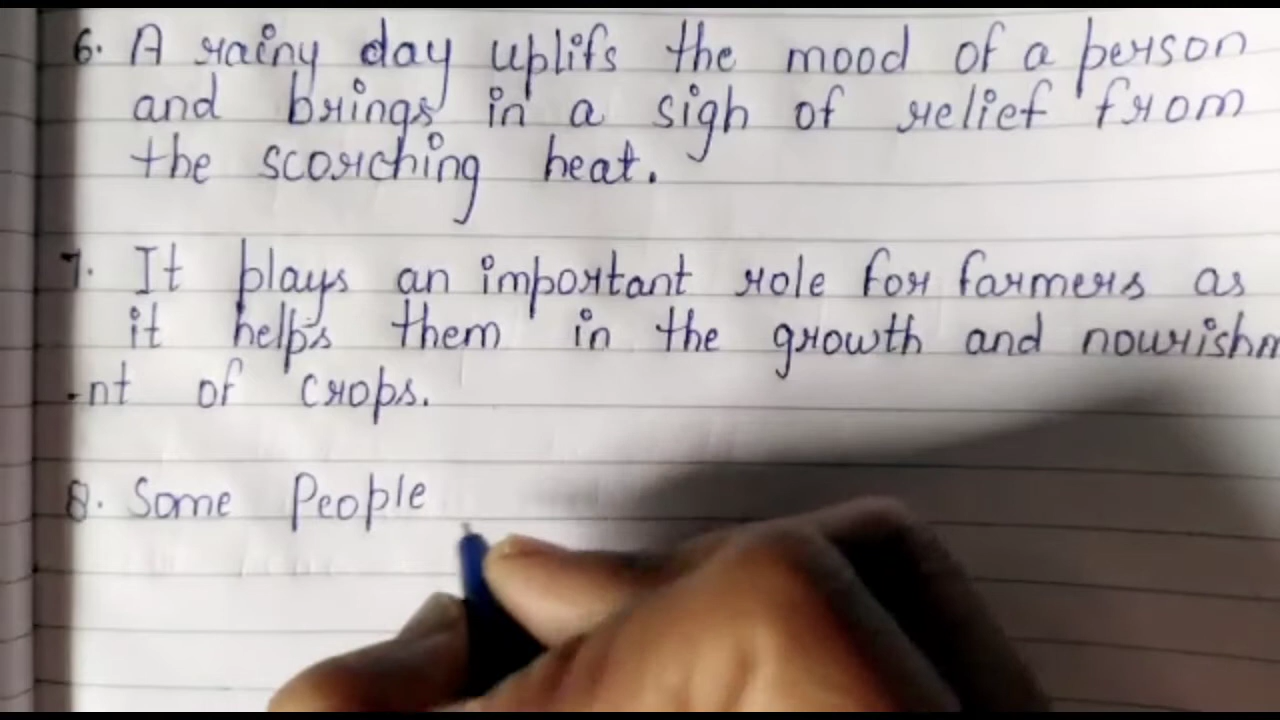 6. A rainy day uplifs the mood of a person
and brings in a sigh of relief from
the scorching heat.
7. It plays an important role for farmers as
it helps them in the growth and nourishm
-nt of crops.
8. Some People